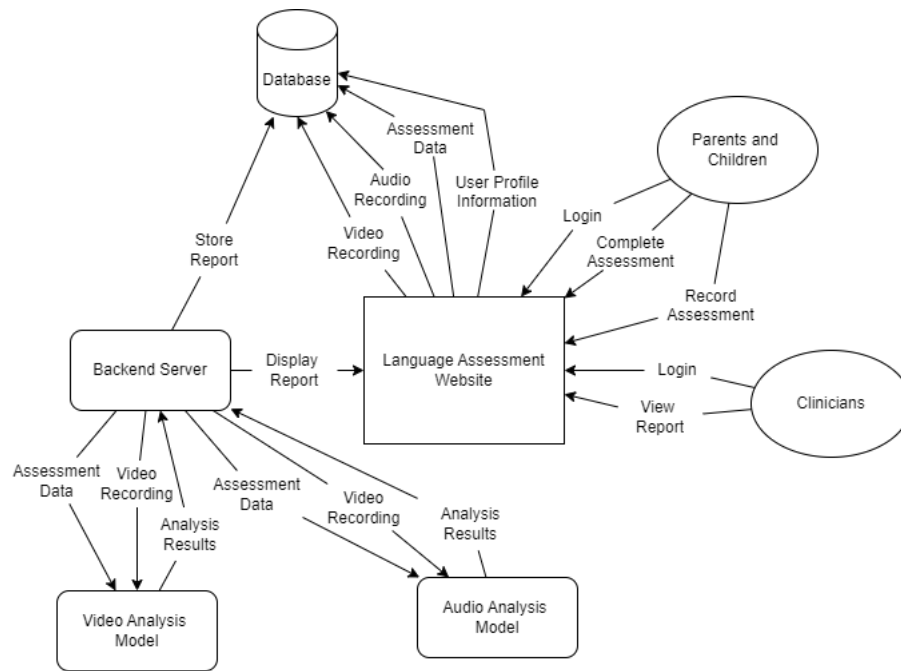 Database
Assessment
Data
Audio
Recording
User Profile
Information
Video
Recording
Parents and
Children
Login
Complete
Assessment
Record
Assessment
Store
Report
Backend Server
Display
Report
Language Assessment
Website
Login
View
Report
Clinicians
Assessment
Data
Video
Recording
Analysis
Results
Assessment
Data
Video
Recording
Analysis
Results
Video Analysis
Model
Audio Analysis
Model